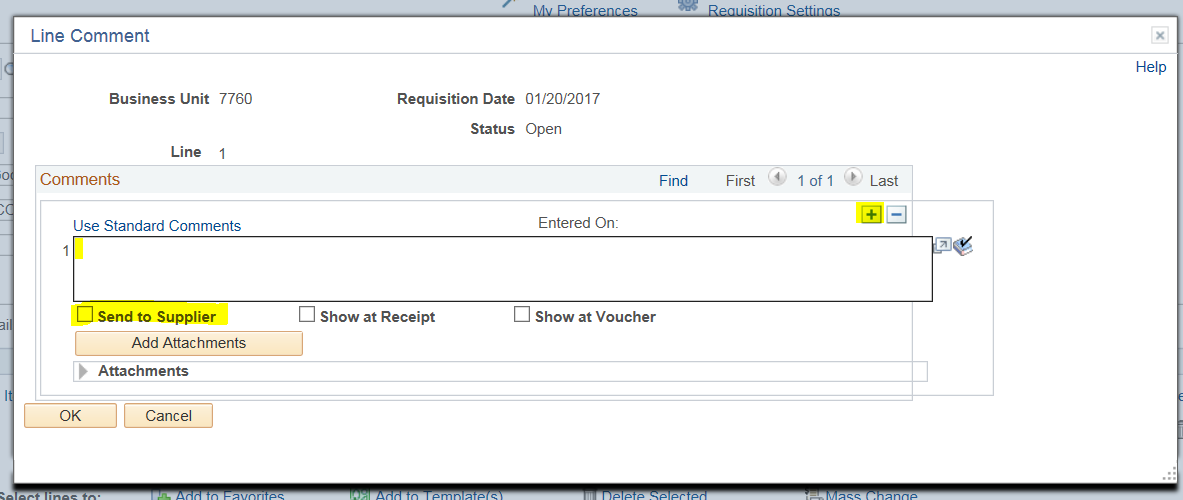 My Preferences Requisition Settings
Line Comment
Help
Business Unit 7760 Requisition Date 01/20/2017
Status Open
Line 1
Comments Find First 1 of 1 Last
Use Standard Comments Entered On:
1
Send to Supplier Show at Receipt Show at Voucher
Add Attachments
Attachments
OK Cancel
Select lines to: Add to Favorites Add to Template(s) Delete Selected Mass Change